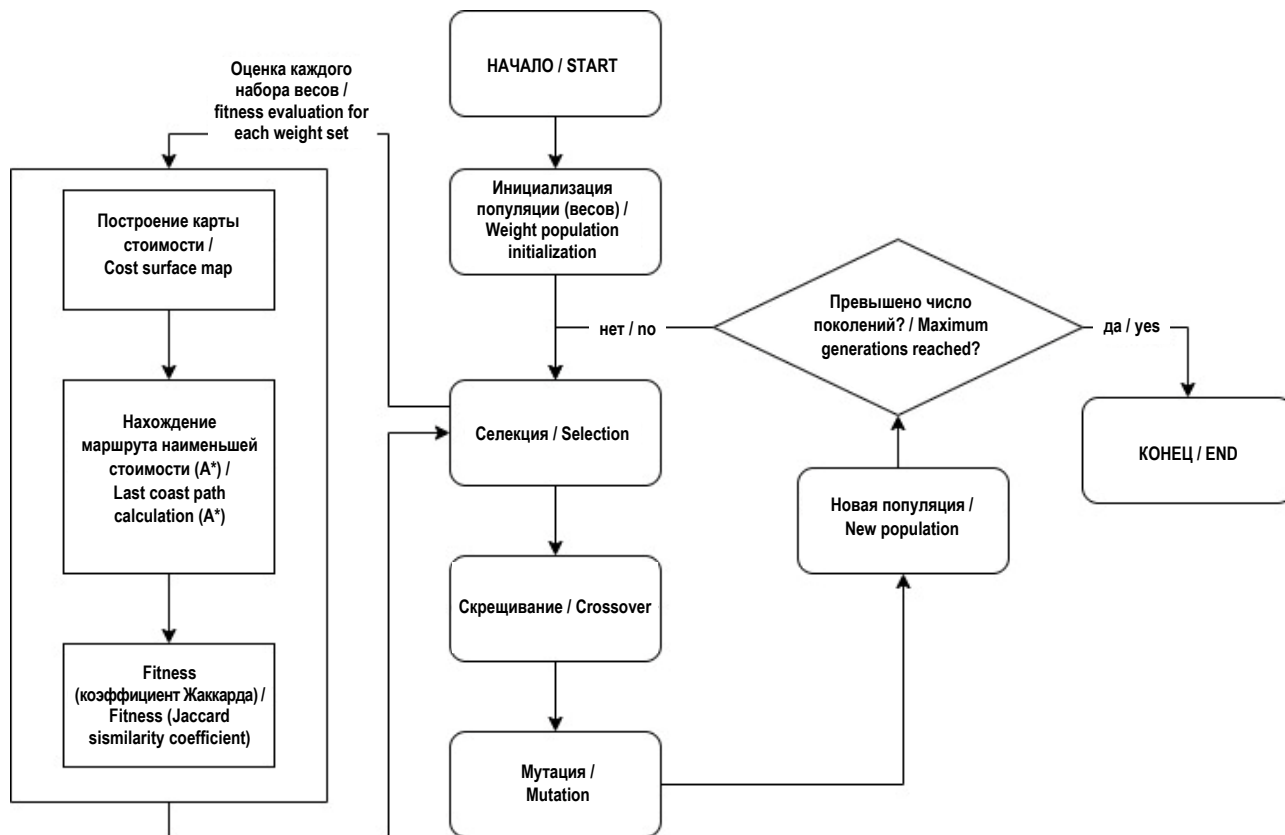 НАЧАЛО / START
Оценка каждого
набора весов /
fitness evaluation for
each weight set
Инициализация
популяции (весов) /
Weight population
initialization
Построение карты
стоимости /
Cost surface map
Превышено число
поколений? / Maximum
generations reached?
нет / no
да / yes
Нахождение
маршрута наименьшей
стоимости (A*) /
Last coast path
calculation (A*)
Селекция / Selection
КОНЕЦ / END
Новая популяция /
New population
Скрещивание / Crossover
Fitness
(коэффициент Жаккарда) /
Fitness (Jaccard
sismilarity coefficient)
Мутация /
Mutation